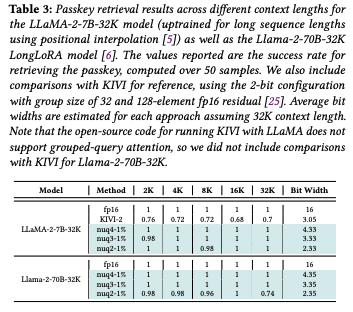 Table 3: Passkey retrieval results across different context lengths for
the LLaMA-2-7B-32K model (uptrained for long sequence lengths
using positional interpolation [5]) as well as the Llama-2-70B-32K
LongLoRA model [6]. The values reported are the success rate for
retrieving the passkey, computed over 50 samples. We also include
comparisons with KIVI for reference, using the 2-bit configuration
with group size of 32 and 128-element fp16 residual [25]. Average bit
widths are estimated for each approach assuming 32K context length.
Note that the open-source code for running KIVI with LLaMA does not
support grouped-query attention, so we did not include comparisons
with KIVI for Llama-2-70B-32K.
Model Method 2K 4K 8K 16K 32K Bit Width
fp16 1 1 1 1 1 16
KIVI-2 0.76 0.72 0.72 0.68 0.7 3.05
LLaMA-2-7B-32K nuq4-1% 1 1 1 1 1 4.33
nuq3-1% 0.98 1 1 1 1 3.33
nuq2-1% 1 1 0.98 1 1 2.33
fp16 1 1 1 1 1 16
Llama-2-70B-32K nuq4-1% 1 1 1 1 1 4.35
nuq3-1% 1 1 1 1 1 3.35
nuq2-1% 0.98 0.98 0.96 1 0.74 2.35